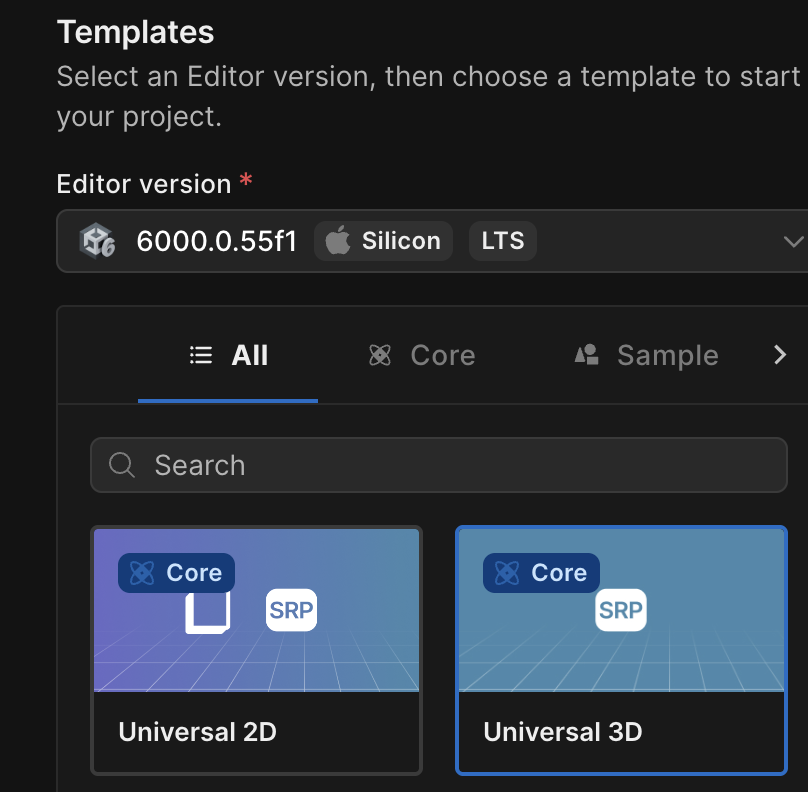 Templates
Select an Editor version, then choose a template to start
your project.
Editor version *
6 6000.0.55f1 Silicon LTS
All Core Sample
Search
Core Core
SRP SRP
Universal 2D Universal 3D